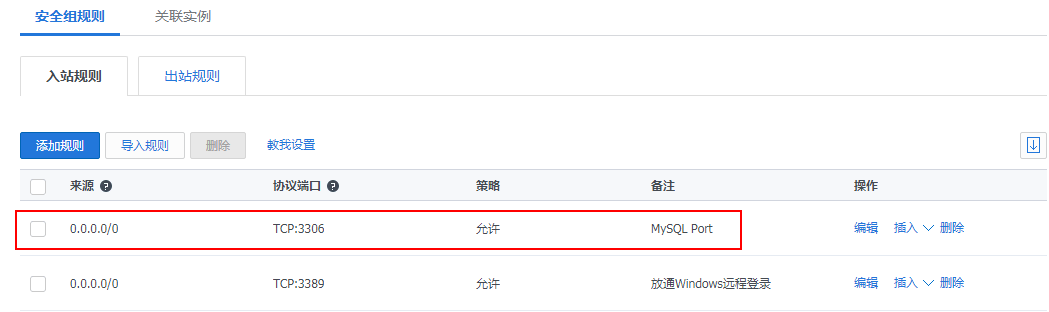 安全组规则 关联实例
入站规则 出站规则
添加规则 导入规则 删除 教我设置
来源 协议端口 策略 备注 操作
0.0.0.0/0 TCP:3306 允许 MySQL Port 编辑 插入 删除
0.0.0.0/0 TCP:3389 允许 放通Windows远程登录 编辑 插入 删除